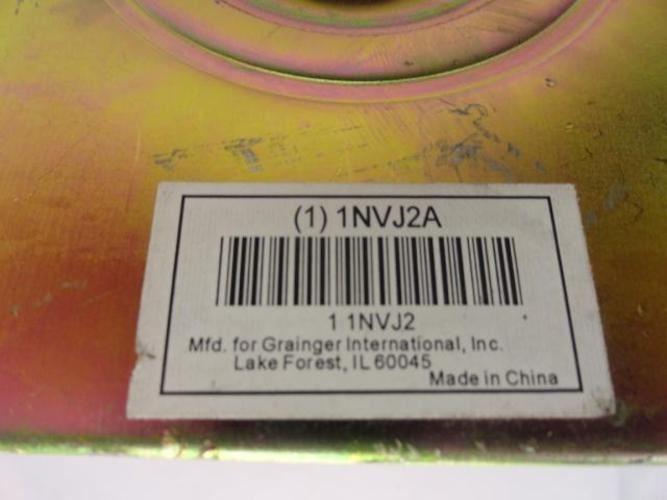 (1) 1NVJ2A
1 1NVJ2
Mfd. for Grainger International, Inc.
Lake Forest, IL 60045
Made in China